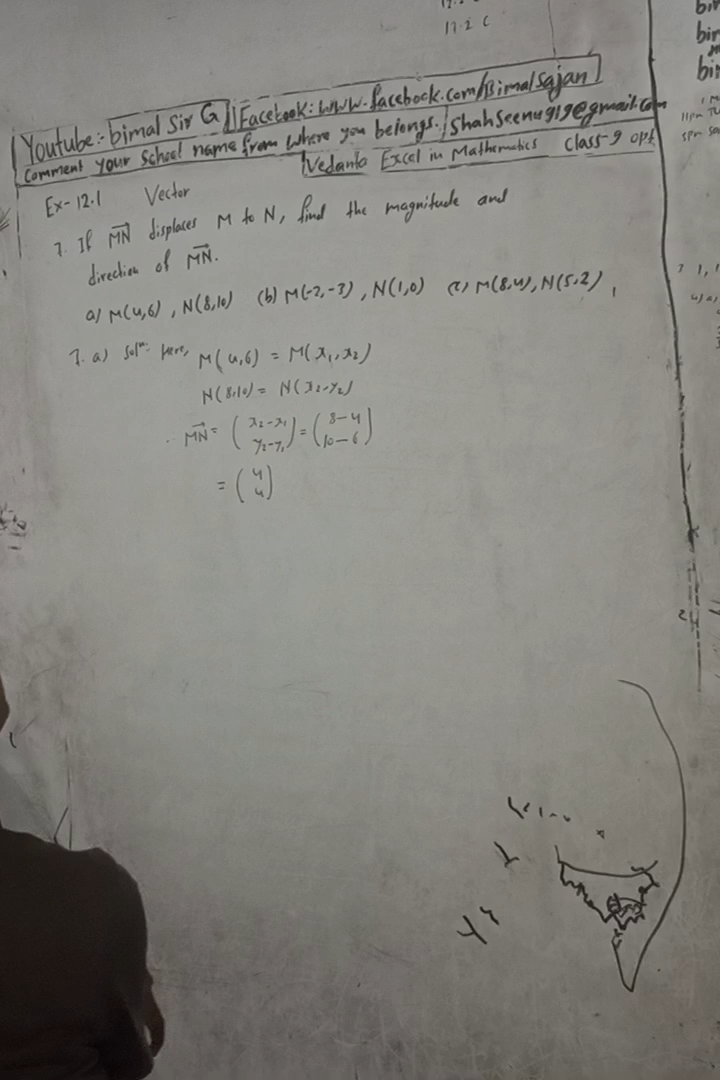 17.2 C
Youtube:- bimal Sir G || Facebook: www.facebook.com/Bimalsajan
comment your school name from where you belongs. / Shahseenu919@gmail.com
Vedanta Excel in Mathematics class-9 opt
Ex-12.1 Vector
7. If MN displaces M to N, find the magnitude and
direction of MN.
a) M(4,6) , N(8,10) (b) M(-2,-3) , N(1,0) (c) M(8,4), N(5,2) ,
7. a) solⁿ: here, M(4,6) = M(x₁,x₂)
N(8,10) = N(x₂-y₂)
∴ MN = (x₂-x₁ y₂-y₁) = (8-4 10-6)
= (4 4)